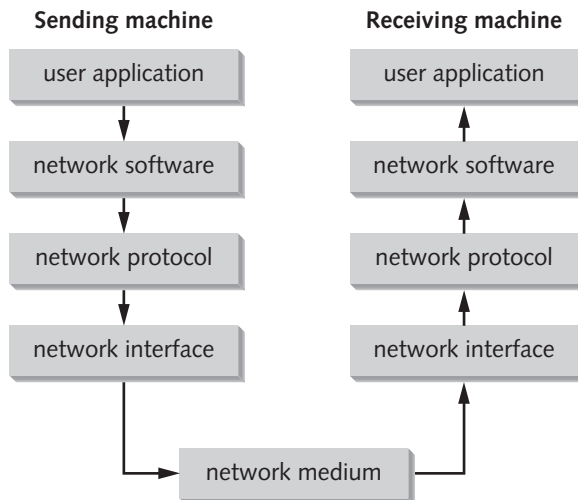 Sending machine
Receiving machine
user application
user application
network software
network software
network protocol
network protocol
network interface
network interface
network medium